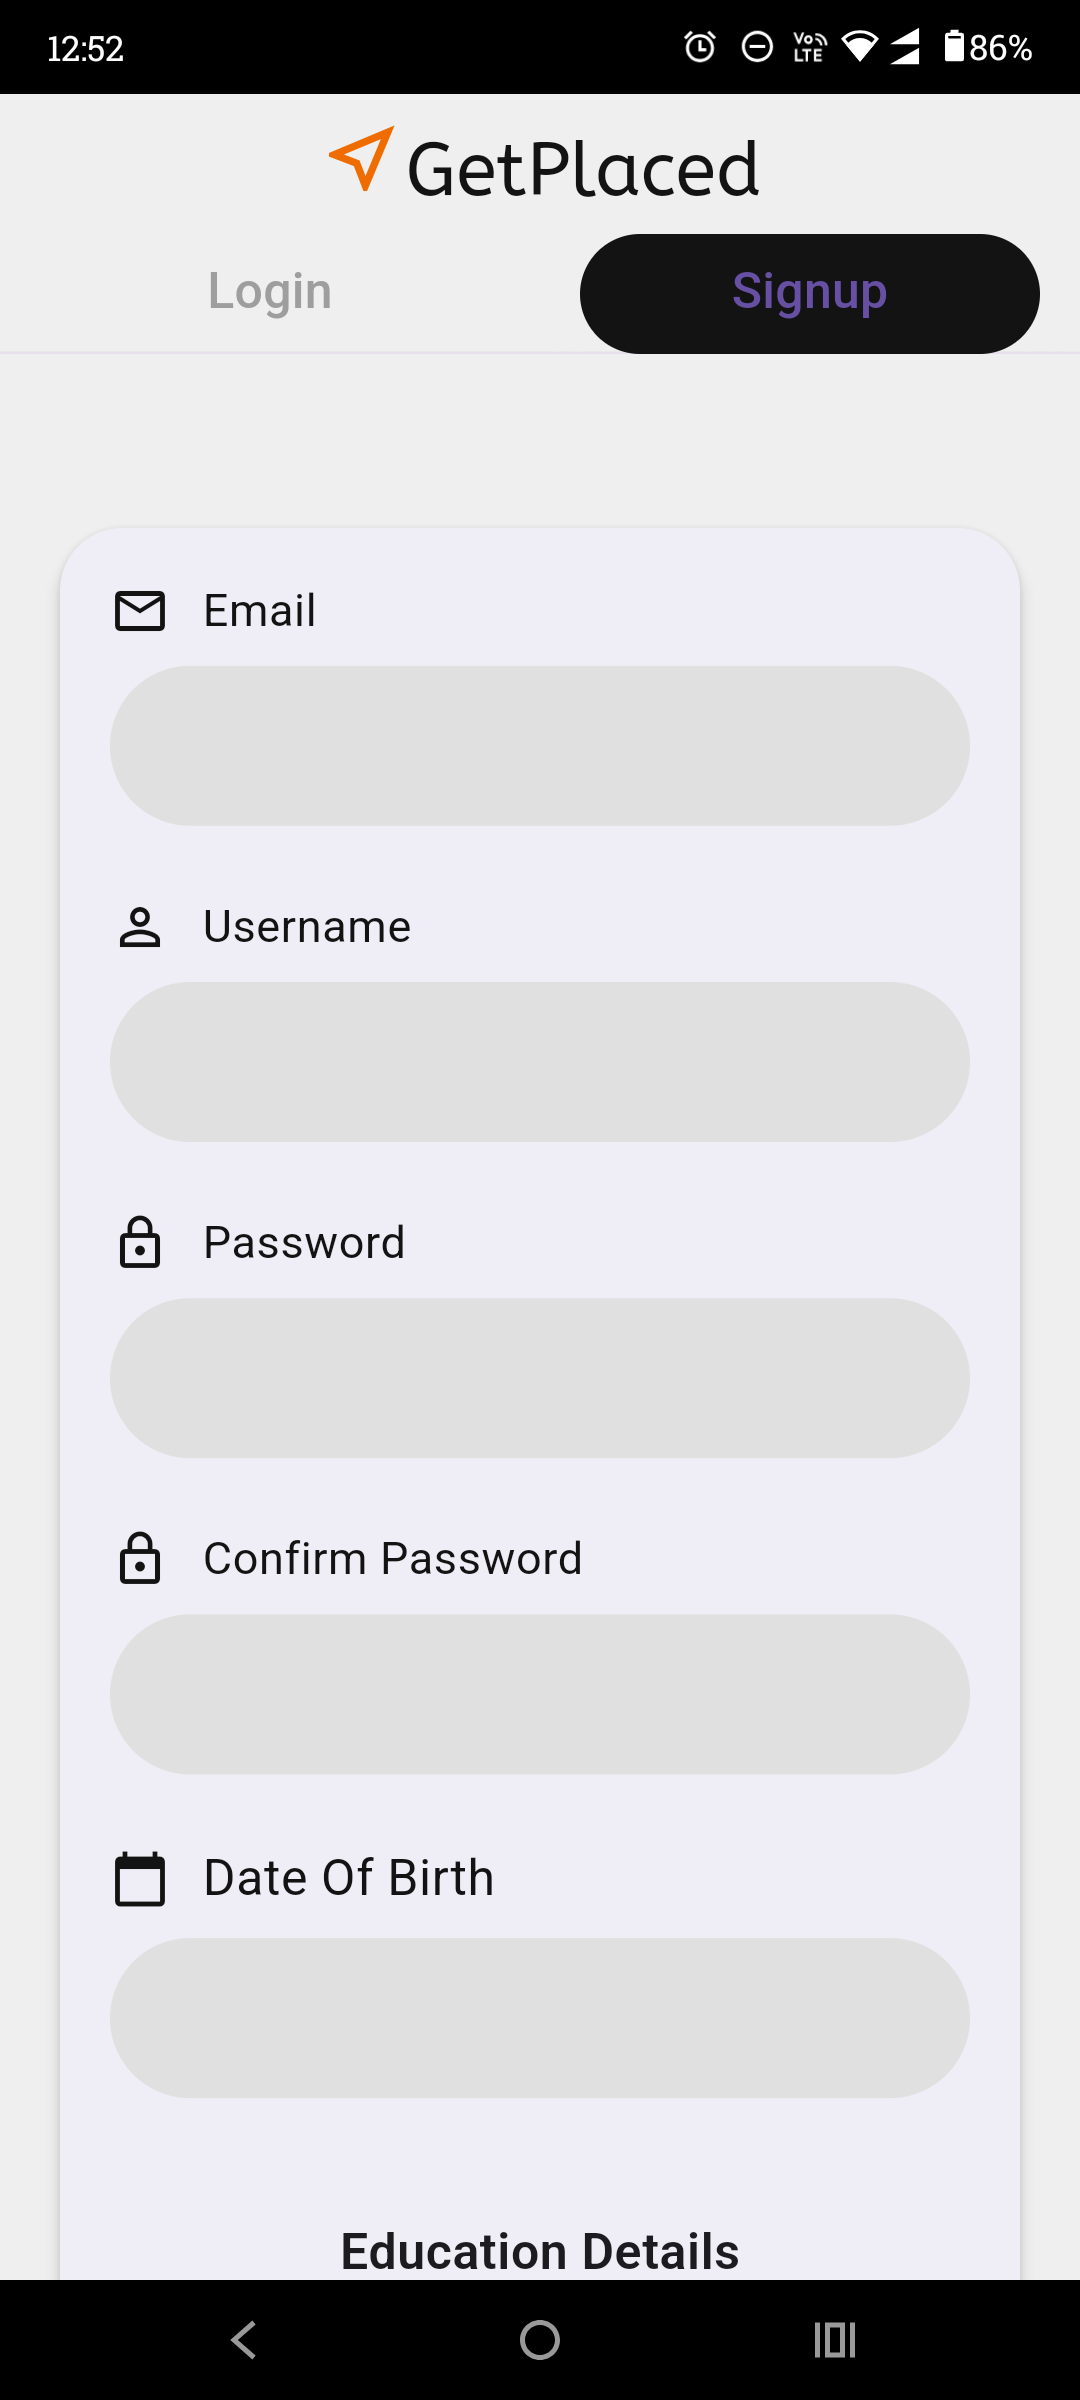 12:52
Vo LTE
86%
GetPlaced
Login
Signup
Email
Username
Password
Confirm Password
Date Of Birth
Education Details